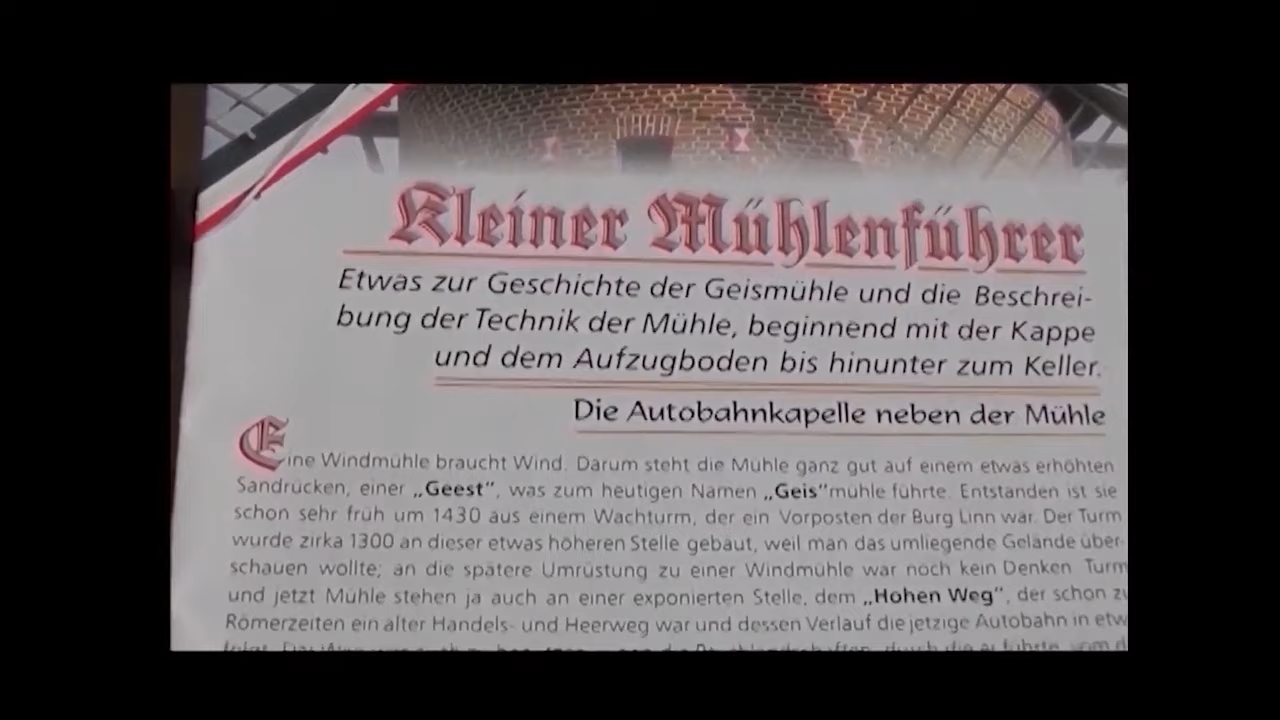 Kleiner Mühlenführer
Etwas zur Geschichte der Geismühle und die Beschrei-
bung der Technik der Mühle, beginnend mit der Kappe
und dem Aufzugboden bis hinunter zum Keller.
Die Autobahnkapelle neben der Mühle
Eine Windmühle braucht Wind. Darum steht die Mühle ganz gut auf einem etwas erhöhten
Sandrücken, einer „Geest", was zum heutigen Namen „Geis"mühle führte. Entstanden ist sie
schon sehr früh um 1430 aus einem Wachturm, der ein Vorposten der Burg Linn war. Der Turm
wurde zirka 1300 an dieser etwas höheren Stelle gebaut, weil man das umliegende Gelände über-
schauen wollte; an die spätere Umrüstung zu einer Windmühle war noch kein Denken. Turm
und jetzt Mühle stehen ja auch an einer exponierten Stelle, dem „Hohen Weg", der schon zu
Römerzeiten ein alter Handels- und Heerweg war und dessen Verlauf die jetzige Autobahn in etw